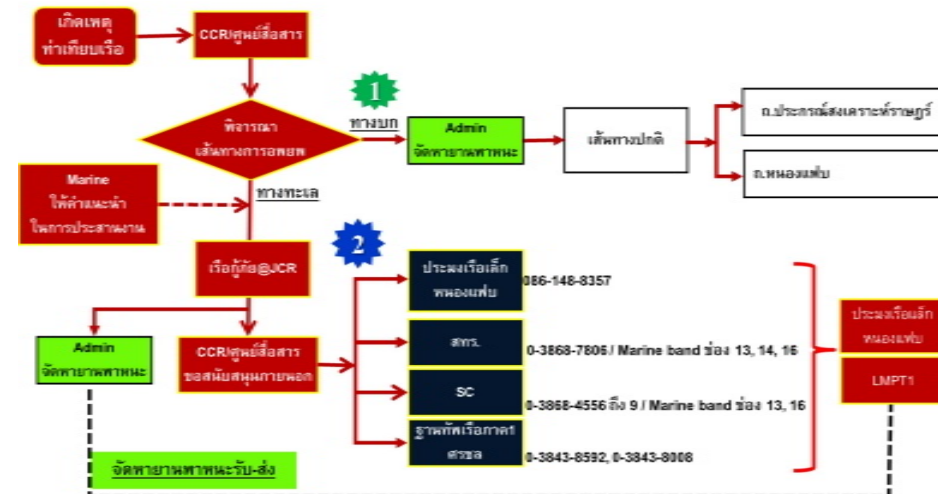 เกิดเหตุ
ท่าเทียบเรือ
CCR/ศูนย์สื่อสาร
1
พิจารณา
เส้นทางการอพยพ
ทางบก
Admin
จัดหายานพาหนะ
เส้นทางปกติ
ถ.ประกรณ์สงเคราะห์ราษฎร์
ถ.หนองแฟบ
Marine
ให้คำแนะนำ
ในการประสานงาน
ทางทะเล
เรือกู้ภัย@JCR
2
Admin
จัดหายานพาหนะ
CCR/ศูนย์สื่อสาร
ขอสนับสนุนภายนอก
ประมงเรือเล็ก
หนองแฟบ
086-148-8357
สทร.
0-3868-7806 / Marine band ช่อง 13, 14, 16
SC
0-3868-4556 ถึง 9 / Marine band ช่อง 13, 16
ฐานทัพเรือภาค1
ศรชล
0-3843-8592, 0-3843-8008
ประมงเรือเล็ก
หนองแฟบ
LMPT1
จัดหายานพาหนะรับ-ส่ง